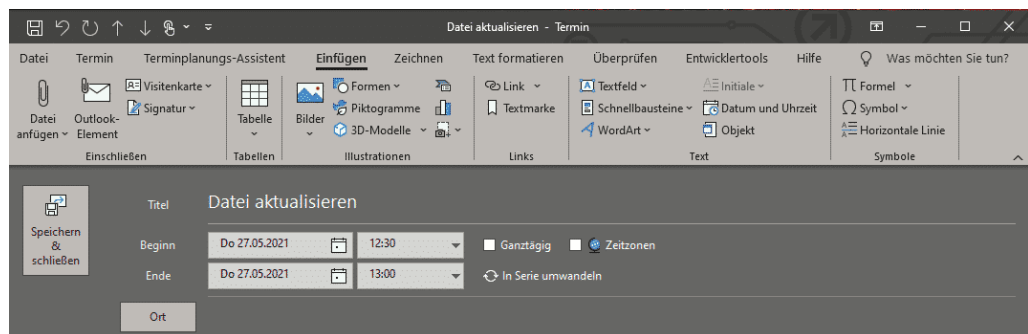 Datei aktualisieren - Termin
Datei Termin Terminplanungs-Assistent Einfügen Zeichnen Text formatieren Überprüfen Entwicklertools Hilfe Was möchten Sie tun?
Datei anfügen
Outlook-Element
Visitenkarte
Signatur
Einschließen
Tabelle
Tabellen
Bilder
Formen
Piktogramme
3D-Modelle
Illustrationen
Link
Textmarke
Links
Textfeld
Schnellbausteine
WordArt
Initiale
Datum und Uhrzeit
Objekt
Text
Formel
Symbol
Horizontale Linie
Symbole
Speichern
&
schließen
Titel Datei aktualisieren
Beginn Do 27.05.2021 12:30 Ganztägig Zeitzonen
Ende Do 27.05.2021 13:00 In Serie umwandeln
Ort